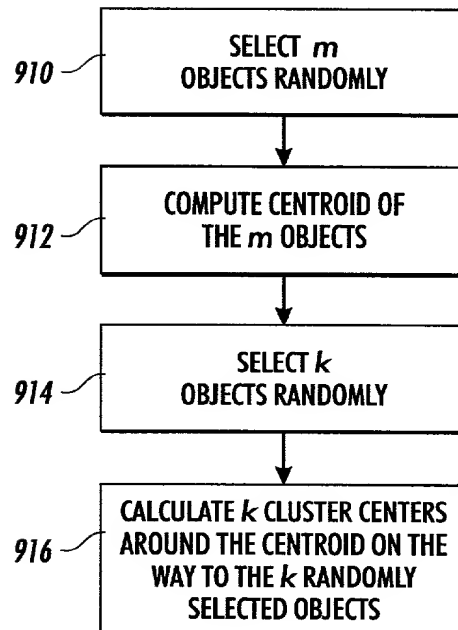 910
SELECT m
OBJECTS RANDOMLY
912
COMPUTE CENTROID OF
THE m OBJECTS
914
SELECT k
OBJECTS RANDOMLY
916
CALCULATE k CLUSTER CENTERS
AROUND THE CENTROID ON THE
WAY TO THE k RANDOMLY
SELECTED OBJECTS